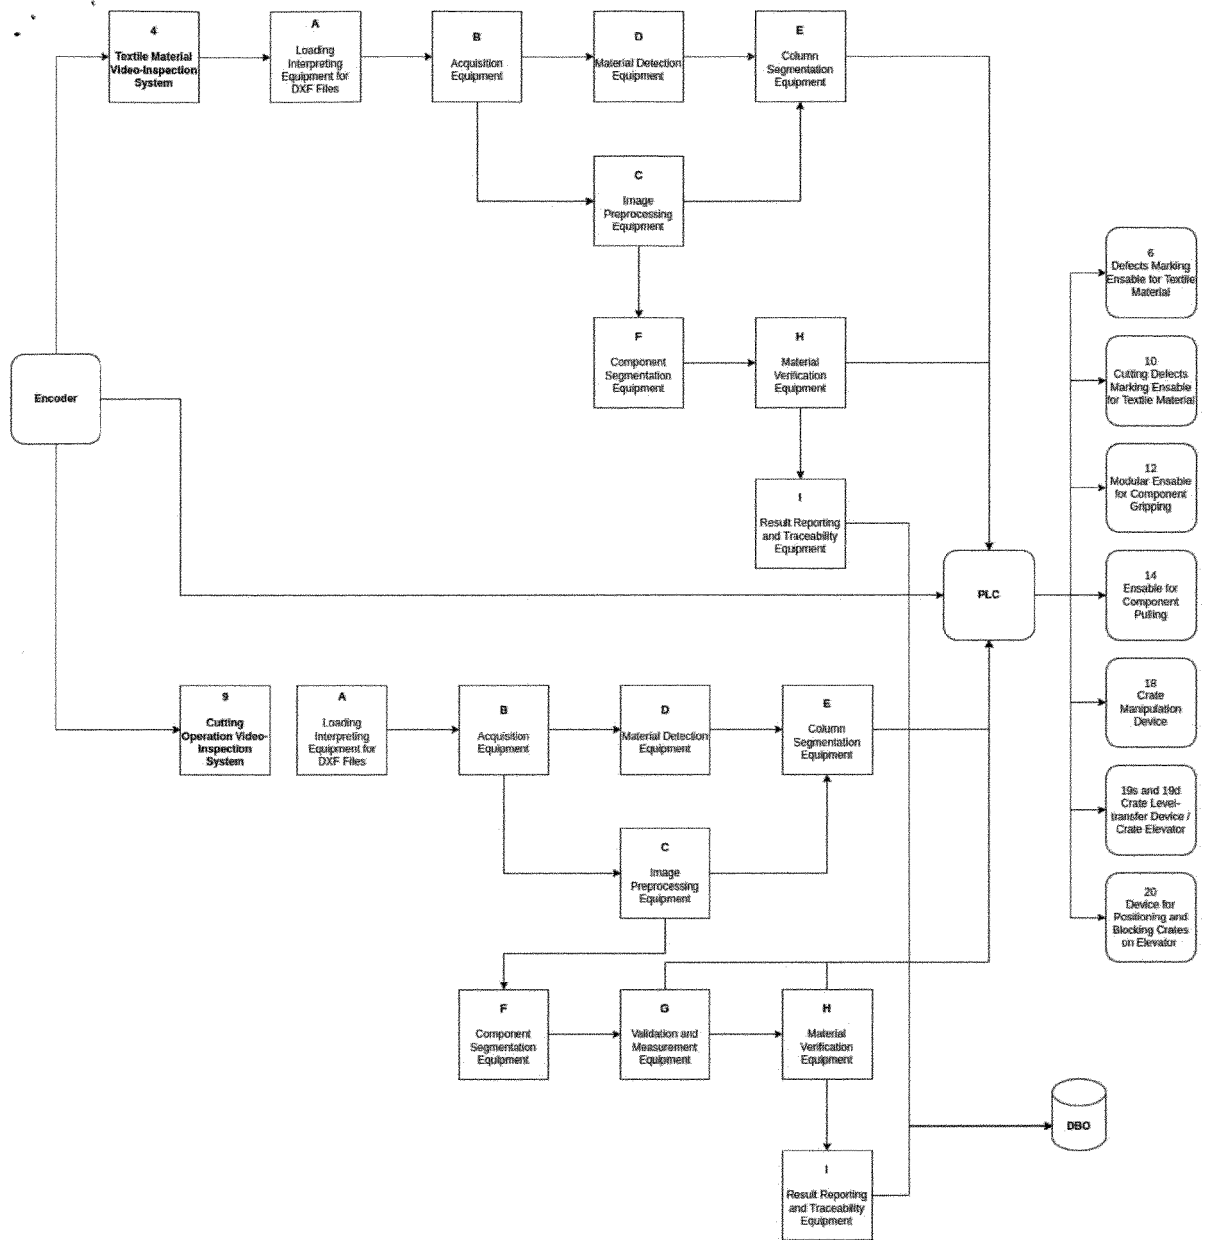 4
Textile Material
Video-Inspection
System
A
Loading
Interpreting
Equipment for
DXF Files
B
Acquisition
Equipment
D
Material Detection
Equipment
E
Column
Segmentation
Equipment
C
Image
Preprocessing
Equipment
6
Defects Marking
Ensable for Textile
Material
F
Component
Segmentation
Equipment
H
Material
Verification
Equipment
10
Cutting Defects
Marking Ensable
for Textile Material
Encoder
12
Modular Ensable
for Component
Gripping
I
Result Reporting
and Traceability
Equipment
PLC
14
Ensable for
Component
Pulling
9
Cutting
Operation Video-
Inspection
System
A
Loading
Interpreting
Equipment for
DXF Files
B
Acquisition
Equipment
D
Material Detection
Equipment
E
Column
Segmentation
Equipment
18
Crate
Manipulation
Device
19s and 19d
Crate Level-
transfer Device /
Crate Elevator
C
Image
Preprocessing
Equipment
20
Device for
Positioning and
Blocking Crates
on Elevator
F
Component
Segmentation
Equipment
G
Validation and
Measurement
Equipment
H
Material
Verification
Equipment
DBO
I
Result Reporting
and Traceability
Equipment